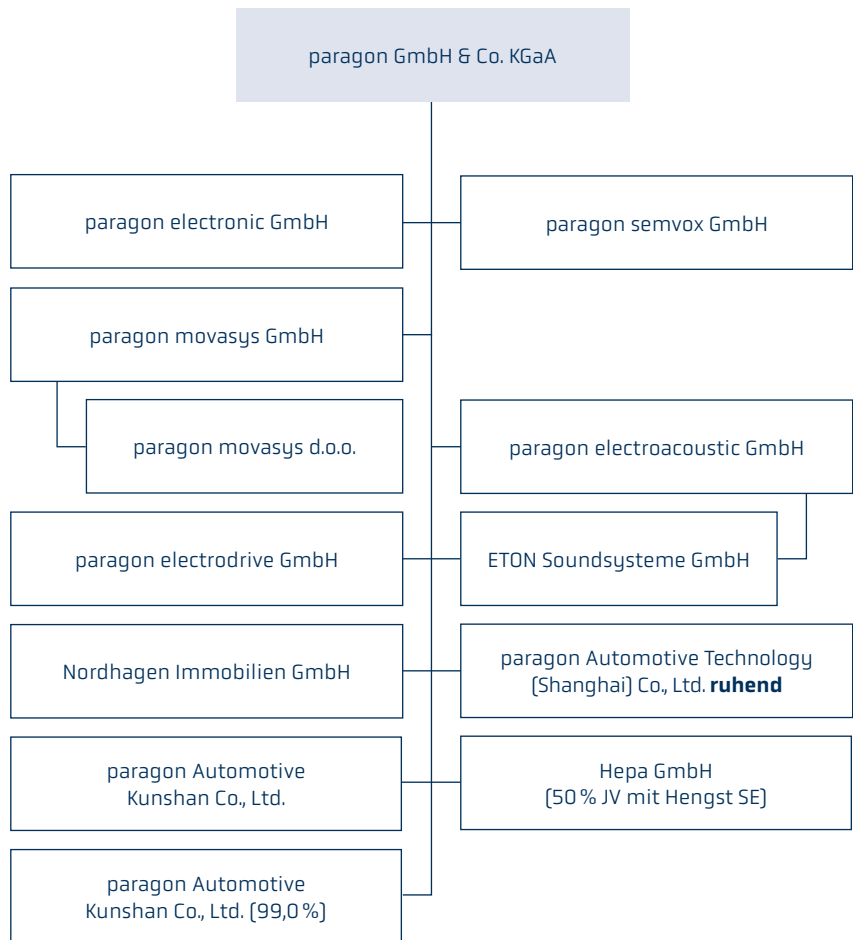 paragon GmbH & Co. KGaA
paragon electronic GmbH
paragon semvox GmbH
paragon movasys GmbH
paragon movasys d.o.o.
paragon electroacoustic GmbH
paragon electrodrive GmbH
ETON Soundsysteme GmbH
Nordhagen Immobilien GmbH
paragon Automotive Technology
(Shanghai) Co., Ltd. ruhend
paragon Automotive
Kunshan Co., Ltd.
Hepa GmbH
(50 % JV mit Hengst SE)
paragon Automotive
Kunshan Co., Ltd. (99,0 %)